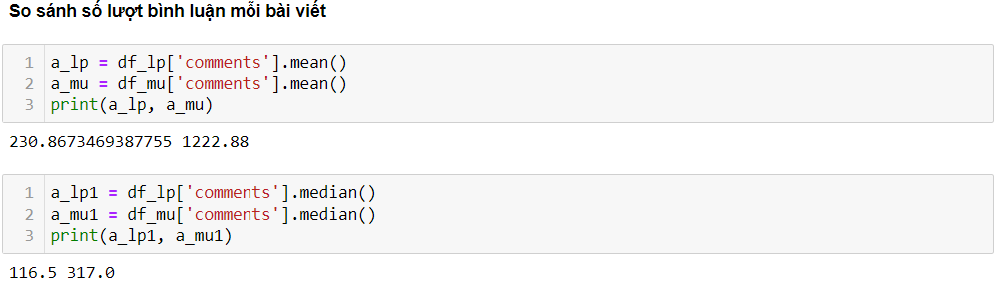 So sánh số lượt bình luận mỗi bài viết
1 a_lp = df_lp['comments'].mean()
2 a_mu = df_mu['comments'].mean()
3 print(a_lp, a_mu)
230.8673469387755 1222.88
1 a_lp1 = df_lp['comments'].median()
2 a_mu1 = df_mu['comments'].median()
3 print(a_lp1, a_mu1)
116.5 317.0